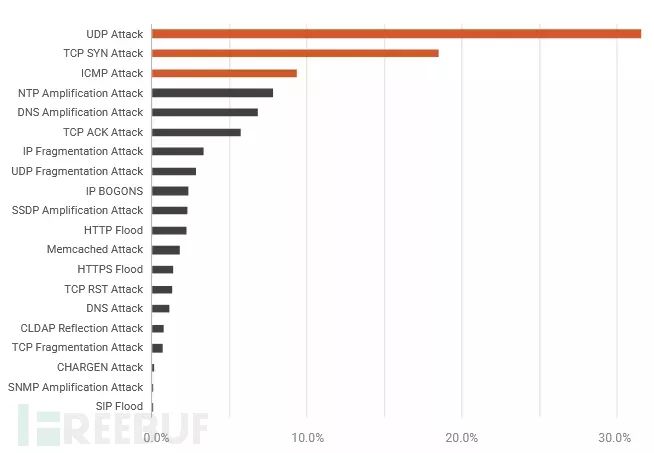 UDP Attack
TCP SYN Attack
ICMP Attack
NTP Amplification Attack
DNS Amplification Attack
TCP ACK Attack
IP Fragmentation Attack
UDP Fragmentation Attack
IP BOGONS
SSDP Amplification Attack
HTTP Flood
Memcached Attack
HTTPS Flood
TCP RST Attack
DNS Attack
CLDAP Reflection Attack
TCP Fragmentation Attack
CHARGEN Attack
SNMP Amplification Attack
SIP Flood
0.0% 10.0% 20.0% 30.0%
FREEBUF